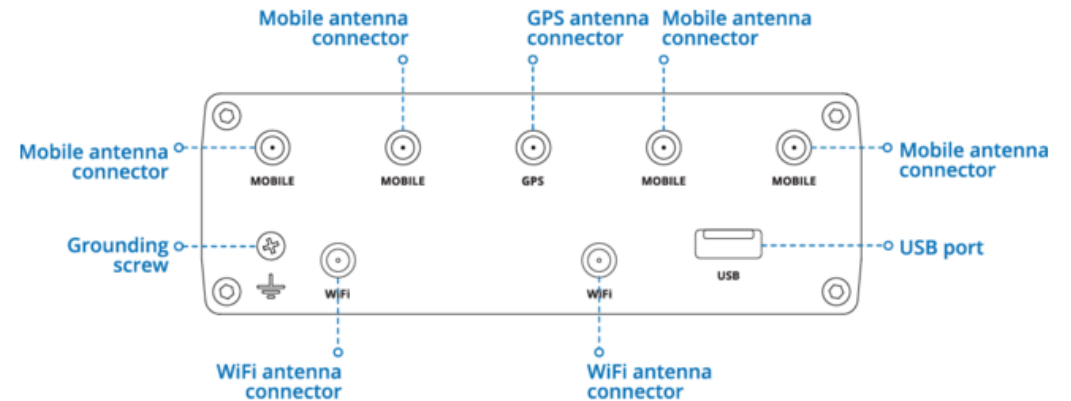 Mobile antenna
connector
GPS antenna
connector
Mobile antenna
connector
Mobile antenna
connector
Mobile antenna
connector
MOBILE
MOBILE
GPS
MOBILE
MOBILE
Grounding
screw
USB port
USB
WiFi
WiFi
WiFi antenna
connector
WiFi antenna
connector